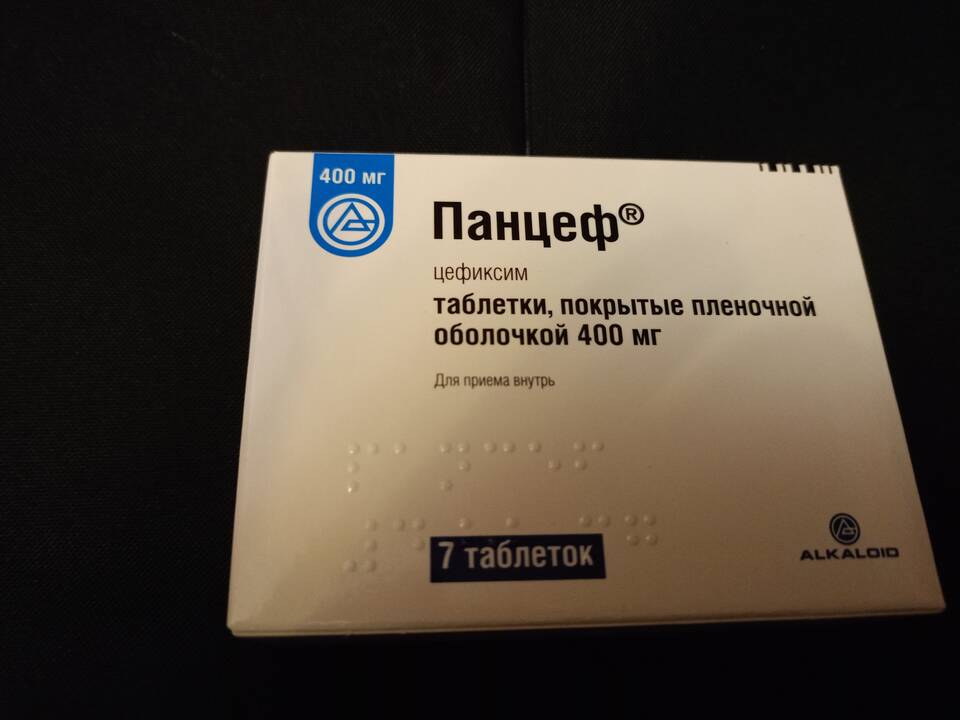 400 мг
Панцеф®
цефиксим
таблетки, покрытые пленочной
оболочкой 400 мг
Для приема внутрь
7 таблеток
ALKALOID